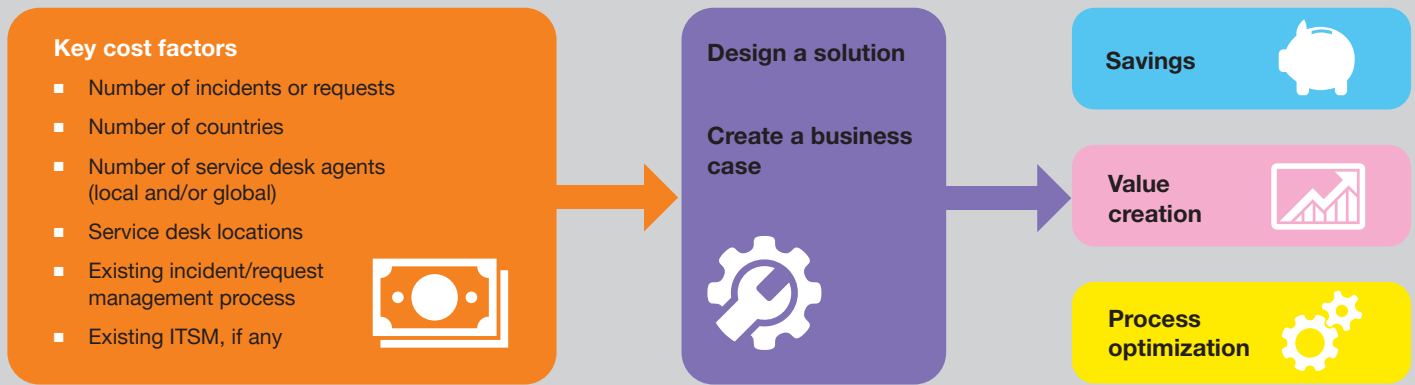 Key cost factors
Number of incidents or requests
Number of countries
Number of service desk agents
(local and/or global)
Service desk locations
Existing incident/request
management process
Existing ITSM, if any
Design a solution
Create a business
case
Savings
Value
creation
Process
optimization